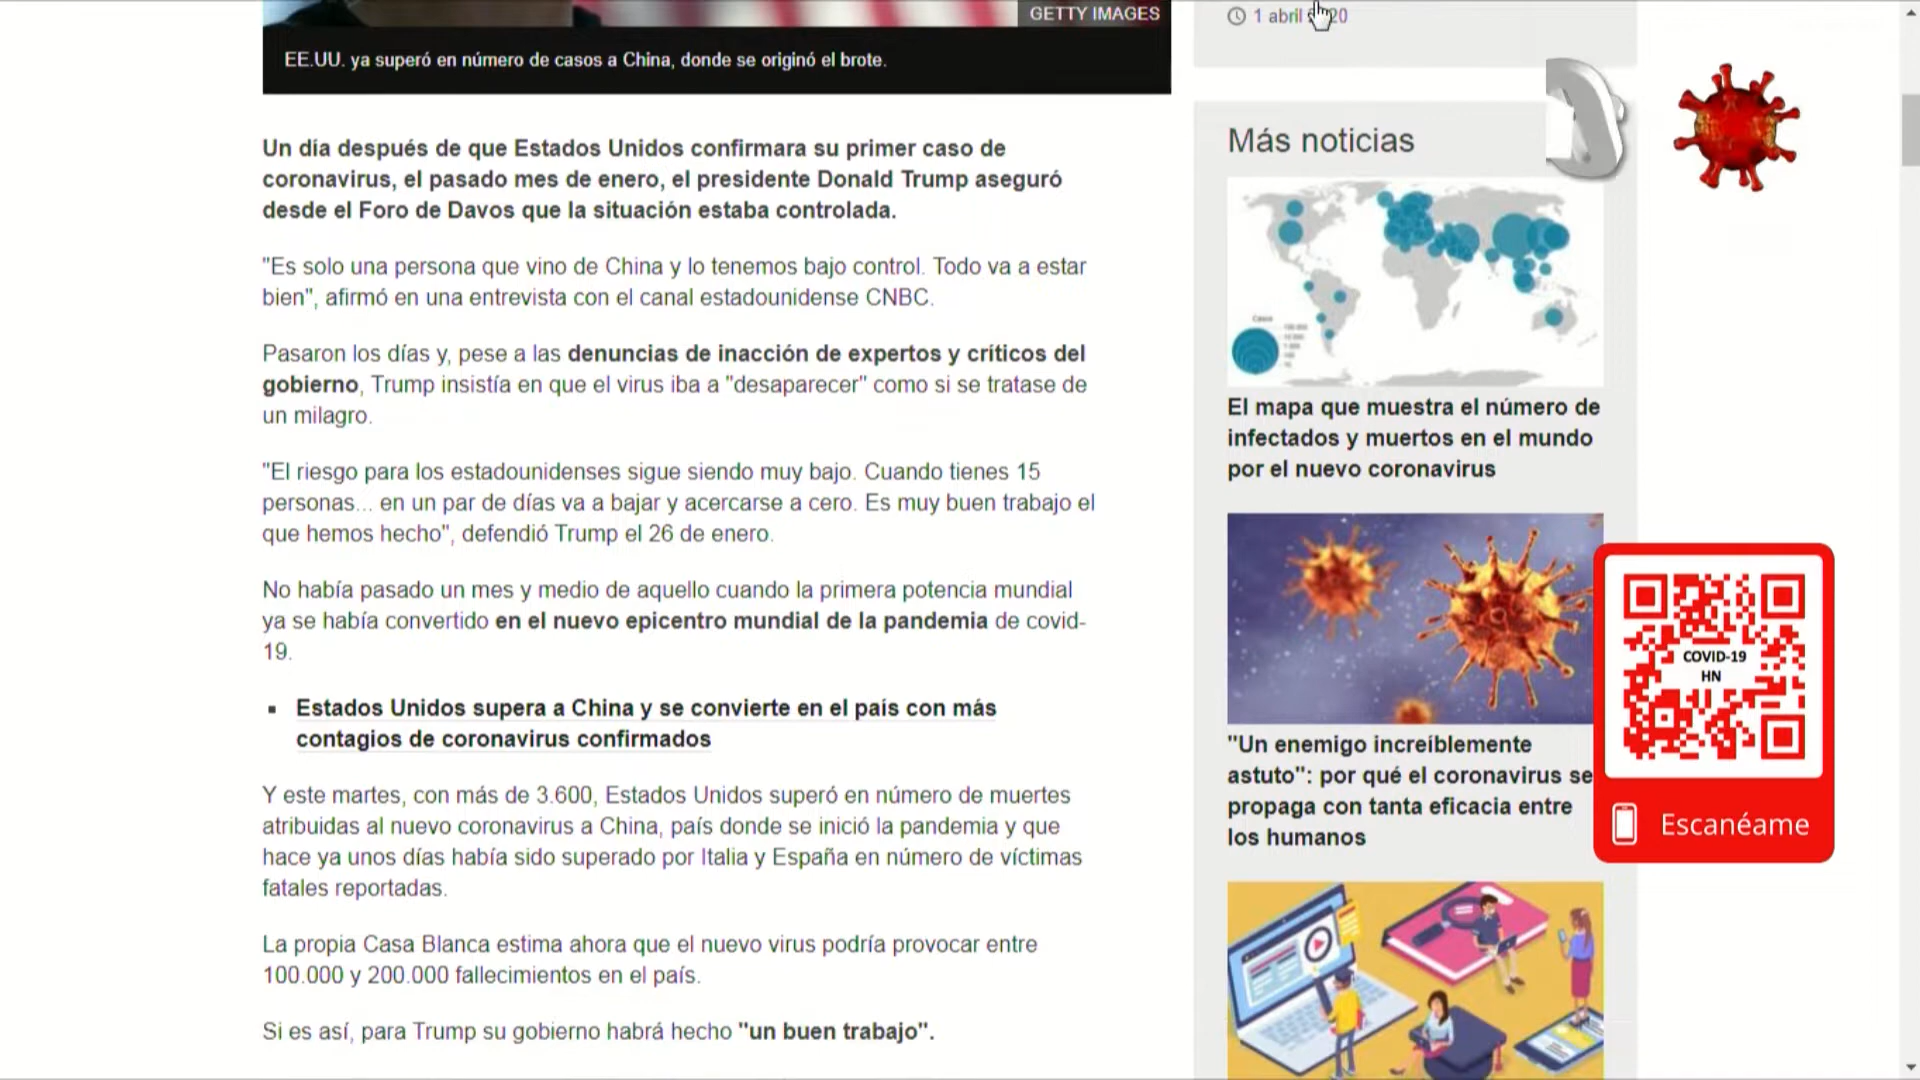 GETTY IMAGES
EE.UU. ya superó en número de casos a China, donde se originó el brote.
Un día después de que Estados Unidos confirmara su primer caso de
coronavirus, el pasado mes de enero, el presidente Donald Trump aseguró
desde el Foro de Davos que la situación estaba controlada.
"Es solo una persona que vino de China y lo tenemos bajo control. Todo va a estar
bien", afirmó en una entrevista con el canal estadounidense CNBC.
Pasaron los días y, pese a las denuncias de inacción de expertos y críticos del
gobierno, Trump insistía en que el virus iba a "desaparecer" como si se tratase de
un milagro.
"El riesgo para los estadounidenses sigue siendo muy bajo. Cuando tienes 15
personas... en un par de días va a bajar y acercarse a cero. Es muy buen trabajo el
que hemos hecho", defendió Trump el 26 de enero.
No había pasado un mes y medio de aquello cuando la primera potencia mundial
ya se había convertido en el nuevo epicentro mundial de la pandemia de covid-
19.
Estados Unidos supera a China y se convierte en el país con más
contagios de coronavirus confirmados
Y este martes, con más de 3.600, Estados Unidos superó en número de muertes
atribuidas al nuevo coronavirus a China, país donde se inició la pandemia y que
hace ya unos días había sido superado por Italia y España en número de víctimas
fatales reportadas.
La propia Casa Blanca estima ahora que el nuevo virus podría provocar entre
100.000 y 200.000 fallecimientos en el país.
Si es así, para Trump su gobierno habrá hecho "un buen trabajo".
1 abril
Más noticias
Casos
El mapa que muestra el número de
infectados y muertos en el mundo
por el nuevo coronavirus
"Un enemigo increíblemente
astuto": por qué el coronavirus se
propaga con tanta eficacia entre
los humanos
COVID-19
HN
Escanéame